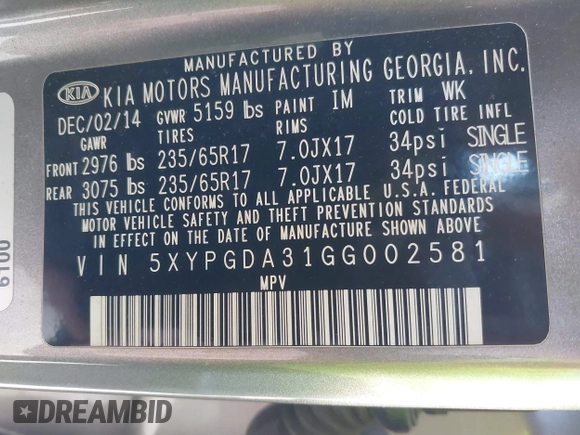 MANUFACTURED BY
KIA KIA MOTORS MANUFACTURING GEORGIA, INC.
DEC/02/14 GVWR 5159 lbs PAINT IM TRIM WK
GAWR TIRES RIMS COLD TIRE INFL
FRONT 2976 lbs 235/65R17 7.0JX17 34psi SINGLE
REAR 3075 lbs 235/65R17 7.0JX17 34psi SINGLE
THIS VEHICLE CONFORMS TO ALL APPLICABLE U.S.A. FEDERAL
MOTOR VEHICLE SAFETY AND THEFT PREVENTION STANDARDS
IN EFFECT ON THE DATE OF MANUFACTURE SHOWN ABOVE.
VIN 5XYPGDA31GG002581
MPV
6100
DREAMBID